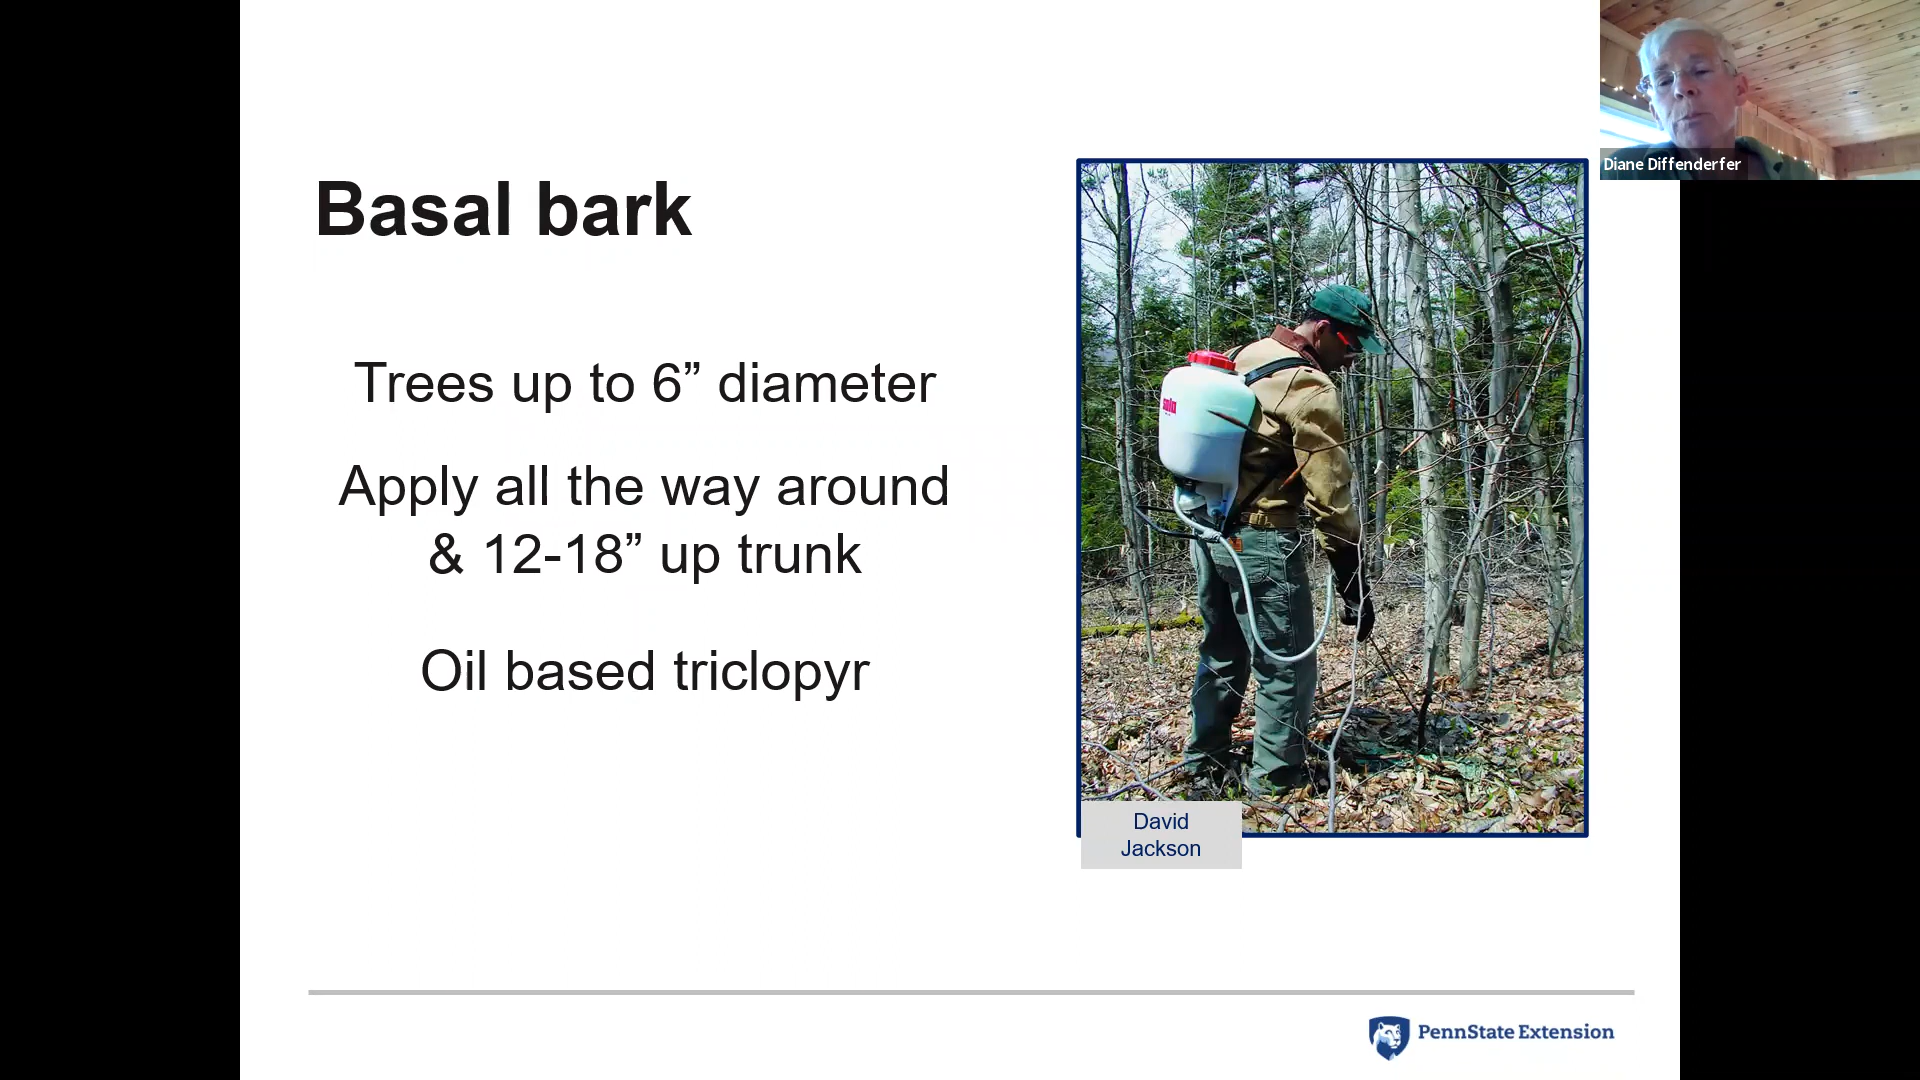 Basal bark
Trees up to 6” diameter
Apply all the way around
& 12-18” up trunk
Oil based triclopyr
solo
David
Jackson
Diane Diffenderfer
PennState Extension